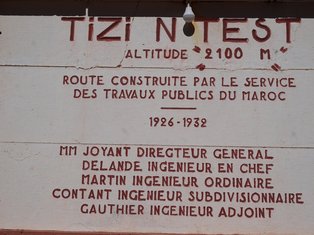 TIZI N TEST
ALTITUDE "2100 M"
ROUTE CONSTRUITE PAR LE SERVICE
DES TRAVAUX PUBLICS DU MAROC
1926-1932
MM JOYANT DIREGTEUR GENERAL
DELANDE INGENIEUR EN CHEF
MARTIN INGENIEUR ORDINAIRE
CONTANT INGENIEUR SUBDIVISIONNAIRE
GAUTHIER INGENIEUR ADJOINT